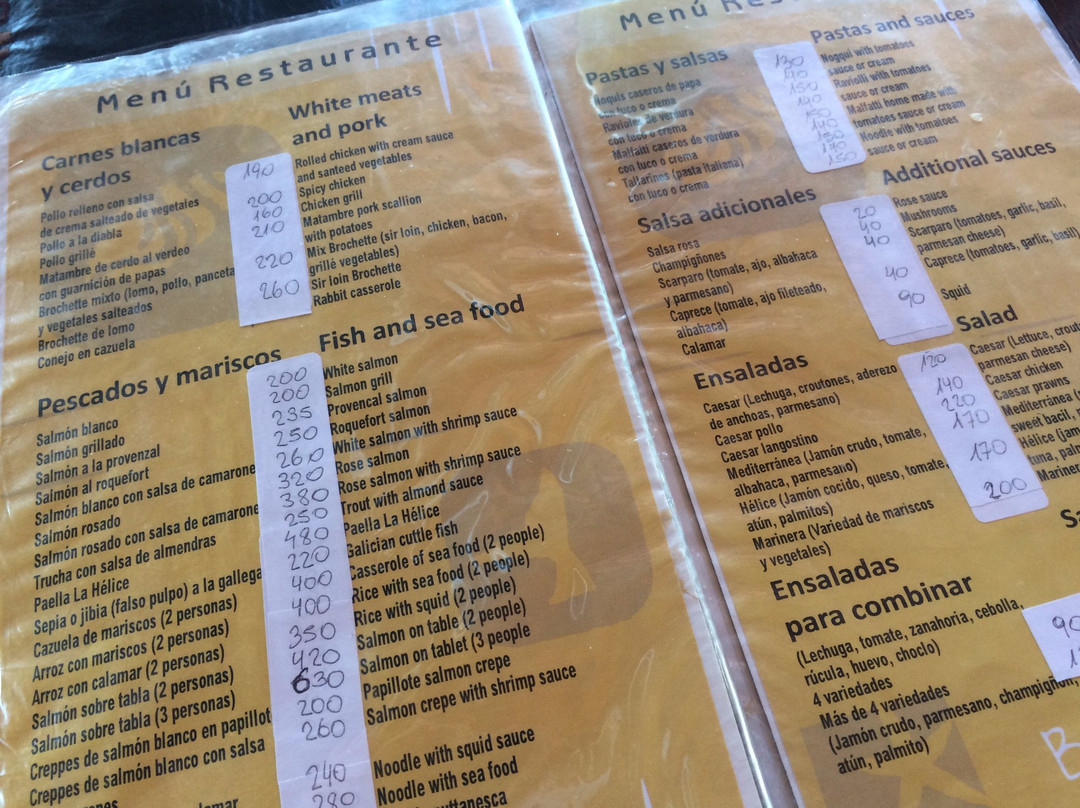 Menú Restaurante
Carnes blancas
y cerdos
Pollo relleno con salsa
de crema salteado de vegetales
Pollo a la diabla
Pollo grillé
Matambre de cerdo al verdeo
con guarnición de papas
Brochette mixto (lomo, pollo, panceta
y vegetales salteados
Brochette de lomo
Conejo en cazuela
190
200
160
210
220
260
White meats
and pork
Rolled chicken with cream sauce
and santeed vegetables
Spicy chicken
Chicken grill
Matambre pork scallion
with potatoes
Mix Brochette (sir loin, chicken, bacon,
grillé vegetables)
Sir loin Brochette
Rabbit casserole
Pescados y mariscos
Salmón blanco
Salmón grillado
Salmón a la provenzal
Salmón al roquefort
Salmón blanco con salsa de camarone
Salmón rosado
Salmón rosado con salsa de camarone
Trucha con salsa de almendras
Paella La Hélice
Sepia o jibia (falso pulpo) a la gallega
Cazuela de mariscos (2 personas)
Arroz con mariscos (2 personas)
Arroz con calamar (2 personas)
Salmón sobre tabla (2 personas)
Salmón sobre tabla (3 personas)
Creppes de salmón blanco en papillot
Creppes de salmón blanco con salsa
200
200
235
250
260
320
380
250
480
220
400
400
350
420
630
200
260
240
280
Fish and sea food
White salmon
Salmon grill
Provencal salmon
Roquefort salmon
White salmon with shrimp sauce
Rose salmon
Rose salmon with shrimp sauce
Trout with almond sauce
Paella La Hélice
Galician cuttle fish
Casserole of sea food (2 people)
Rice with sea food (2 people)
Rice with squid (2 people)
Salmon on table (2 people)
Salmon on tablet (3 people
Papillote salmon crepe
Salmon crepe with shrimp sauce
Noodle with squid sauce
Noodle with sea food
Menú
Pastas y salsas
Ñoquis caseros de papa
con tuco o crema
Ravioles de verdura
con tuco o crema
Malfatti caseros de verdura
con tuco o crema
Tallarines (pasta italiana)
con tuco o crema
130
140
150
140
150
140
150
170
150
Pastas and sauces
Noqqui with tomatoes
sauce or cream
Raviolli with tomatoes
sauce or cream
Malfatti home made with
tomatoes sauce or cream
Noodle with tomatoes
sauce or cream
Salsa adicionales
Salsa rosa
Champigñones
Scarparo (tomate, ajo, albahaca
y parmesano)
Caprece (tomate, ajo fileteado,
albahaca)
Calamar
20
40
40
40
90
Additional sauces
Rose sauce
Mushrooms
Scarparo (tomatoes, garlic, basil,
parmesan cheese)
Caprece (tomatoes, garlic, basil)
Squid
Ensaladas
Caesar (Lechuga, croutones, aderezo
de anchoas, parmesano)
Caesar pollo
Caesar langostino
Mediterránea (Jamón crudo, tomate,
albahaca, parmesano)
Hélice (Jamón cocido, queso, tomate,
atún, palmitos)
Marinera (Variedad de mariscos
y vegetales)
120
140
220
170
170
200
Salad
Caesar (Lettuce, crout
parmesan cheese)
Caesar chicken
Caesar prawns
Mediterránea (
sweet bacil,
Hélice (jam
tuna, pal
Mariner
Ensaladas
para combinar
(Lechuga, tomate, zanahoria, cebolla,
rúcula, huevo, choclo)
4 variedades
Más de 4 variedades
(Jamón crudo, parmesano, champigñon,
atún, palmito)
90